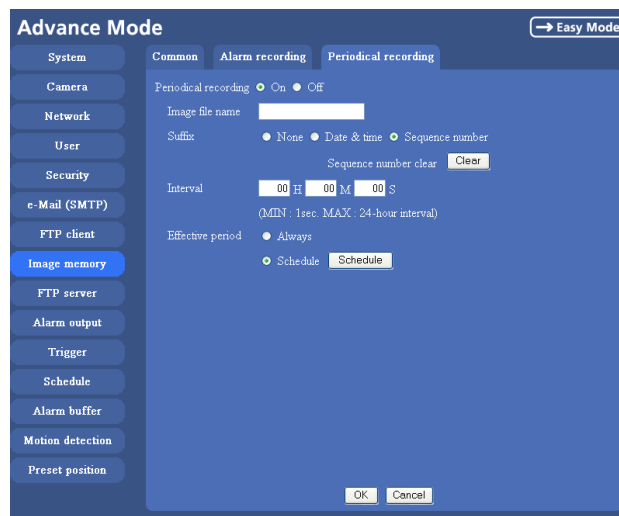 Advance Mode
→ Easy Mode
System
Camera
Network
User
Security
e-Mail (SMTP)
FTP client
Image memory
FTP server
Alarm output
Trigger
Schedule
Alarm buffer
Motion detection
Preset position
Common Alarm recording Periodical recording
Periodical recording On Off
Image file name
Suffix None Date & time Sequence number
Sequence number clear Clear
Interval 00 H 00 M 00 S
(MIN : 1sec. MAX : 24-hour interval)
Effective period Always
Schedule Schedule
OK Cancel